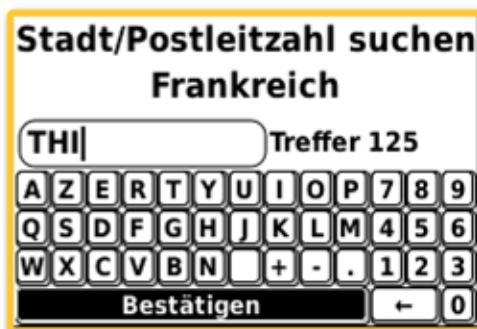 Stadt/Postleitzahl suchen
Frankreich
THI Treffer 125
A Z E R T Y U I O P 7 8 9
Q S D F G H J K L M 4 5 6
W X C V B N + - . 1 2 3
Bestätigen ← 0